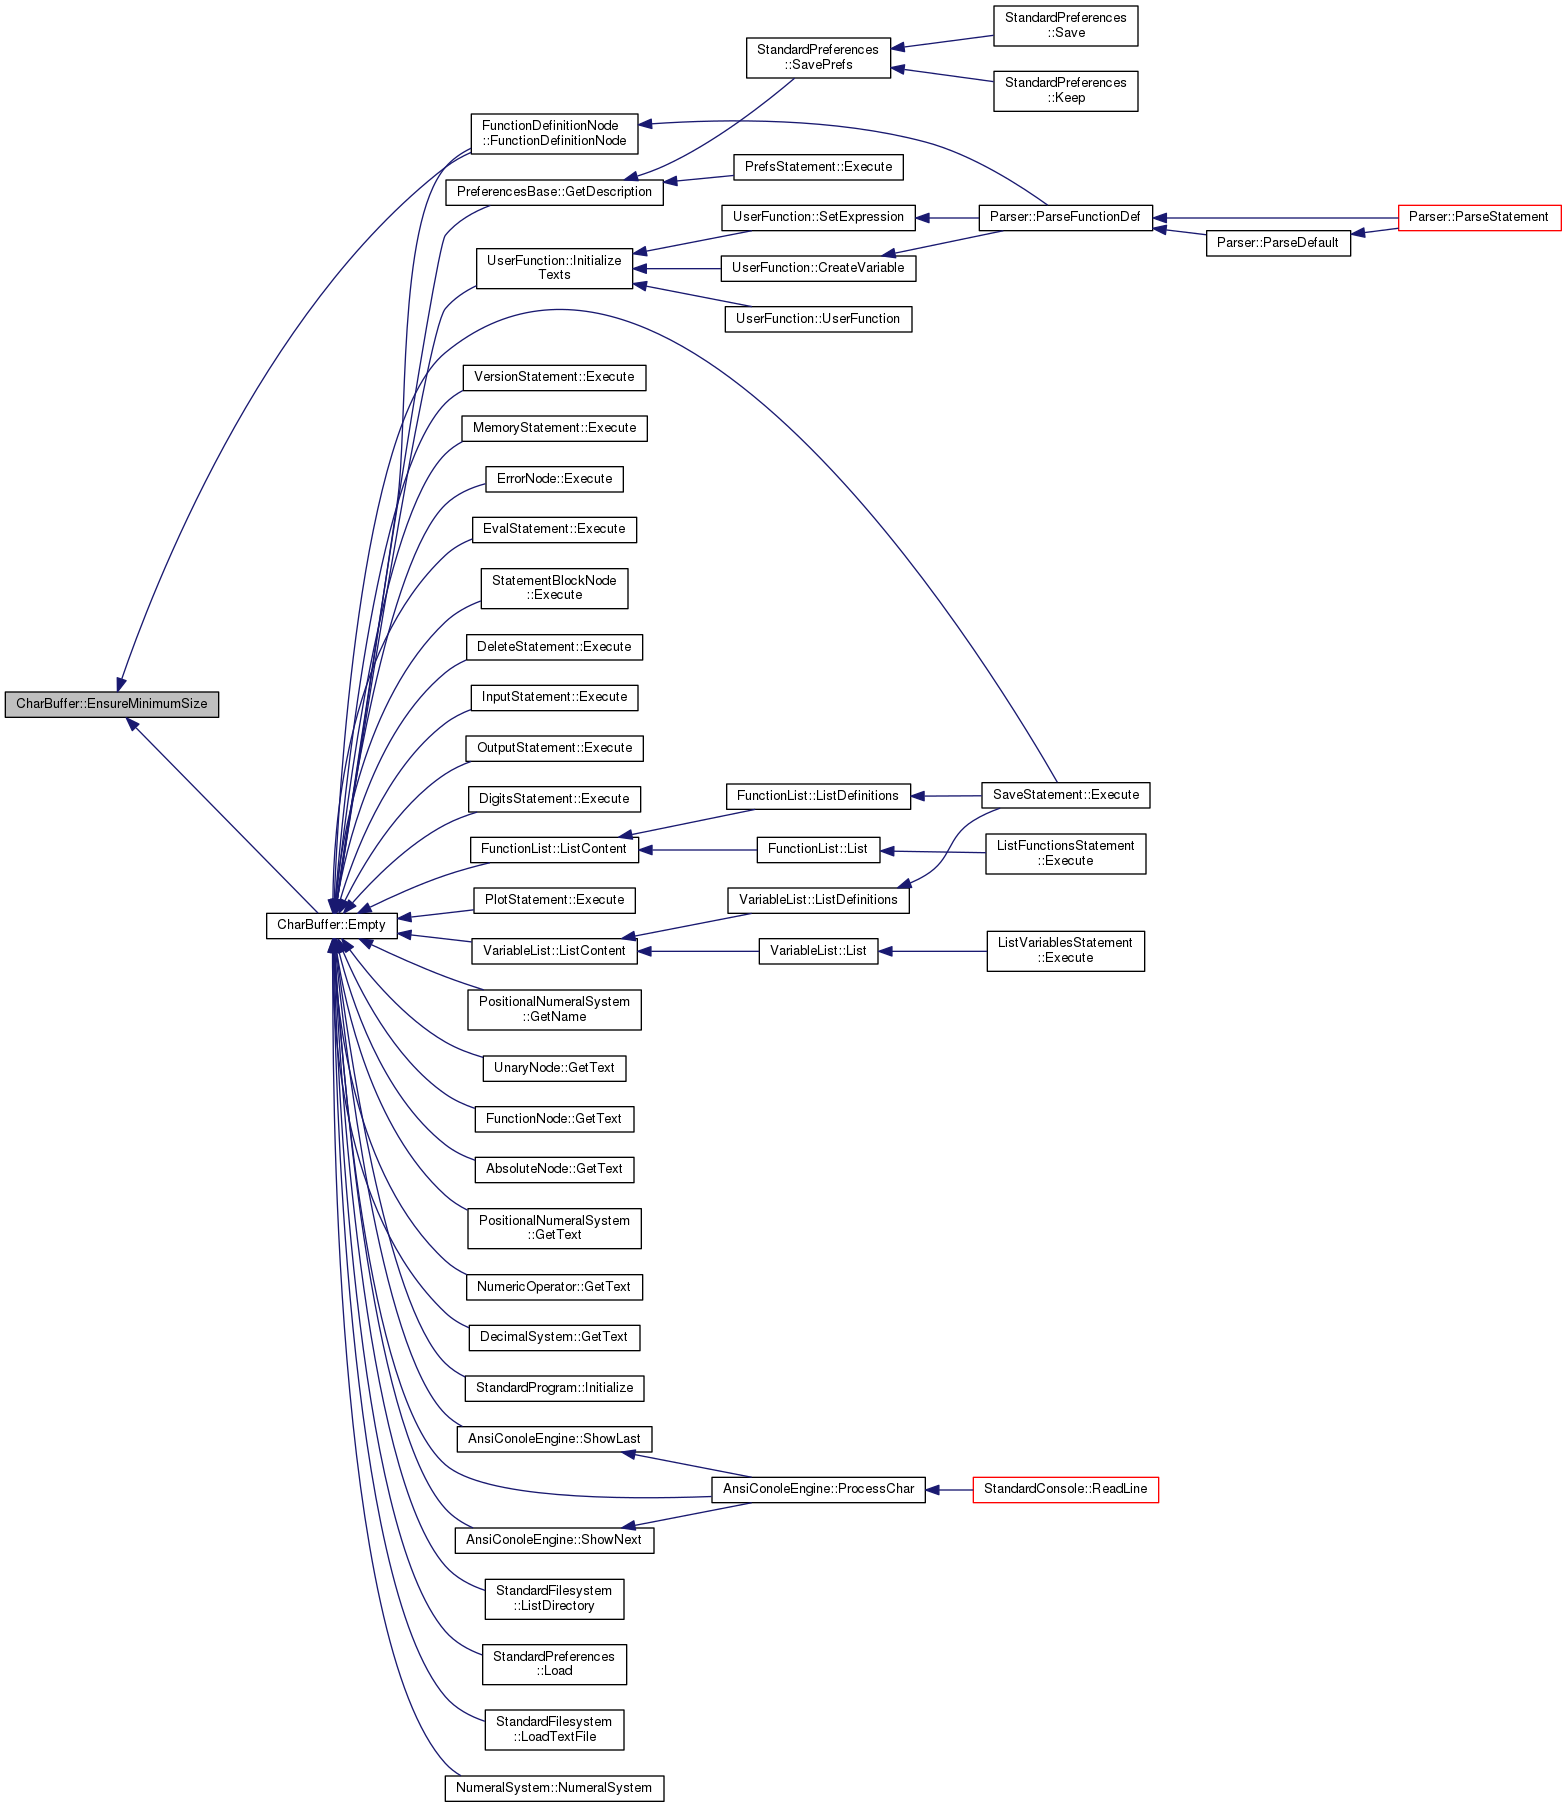 StandardPreferences
::Save
StandardPreferences
::SavePrefs
StandardPreferences
::Keep
FunctionDefinitionNode
::FunctionDefinitionNode
PrefsStatement::Execute
PreferencesBase::GetDescription
UserFunction::SetExpression
Parser::ParseFunctionDef
Parser::ParseStatement
Parser::ParseDefault
UserFunction::Initialize
Texts
UserFunction::CreateVariable
UserFunction::UserFunction
VersionStatement::Execute
MemoryStatement::Execute
ErrorNode::Execute
EvalStatement::Execute
StatementBlockNode
::Execute
DeleteStatement::Execute
InputStatement::Execute
CharBuffer::EnsureMinimumSize
OutputStatement::Execute
DigitsStatement::Execute
FunctionList::ListDefinitions
SaveStatement::Execute
FunctionList::ListContent
FunctionList::List
ListFunctionsStatement
::Execute
PlotStatement::Execute
VariableList::ListDefinitions
CharBuffer::Empty
VariableList::ListContent
VariableList::List
ListVariablesStatement
::Execute
PositionalNumeralSystem
::GetName
UnaryNode::GetText
FunctionNode::GetText
AbsoluteNode::GetText
PositionalNumeralSystem
::GetText
NumericOperator::GetText
DecimalSystem::GetText
StandardProgram::Initialize
AnsiConoleEngine::ShowLast
AnsiConoleEngine::ProcessChar
StandardConsole::ReadLine
AnsiConoleEngine::ShowNext
StandardFilesystem
::ListDirectory
StandardPreferences
::Load
StandardFilesystem
::LoadTextFile
NumeralSystem::NumeralSystem